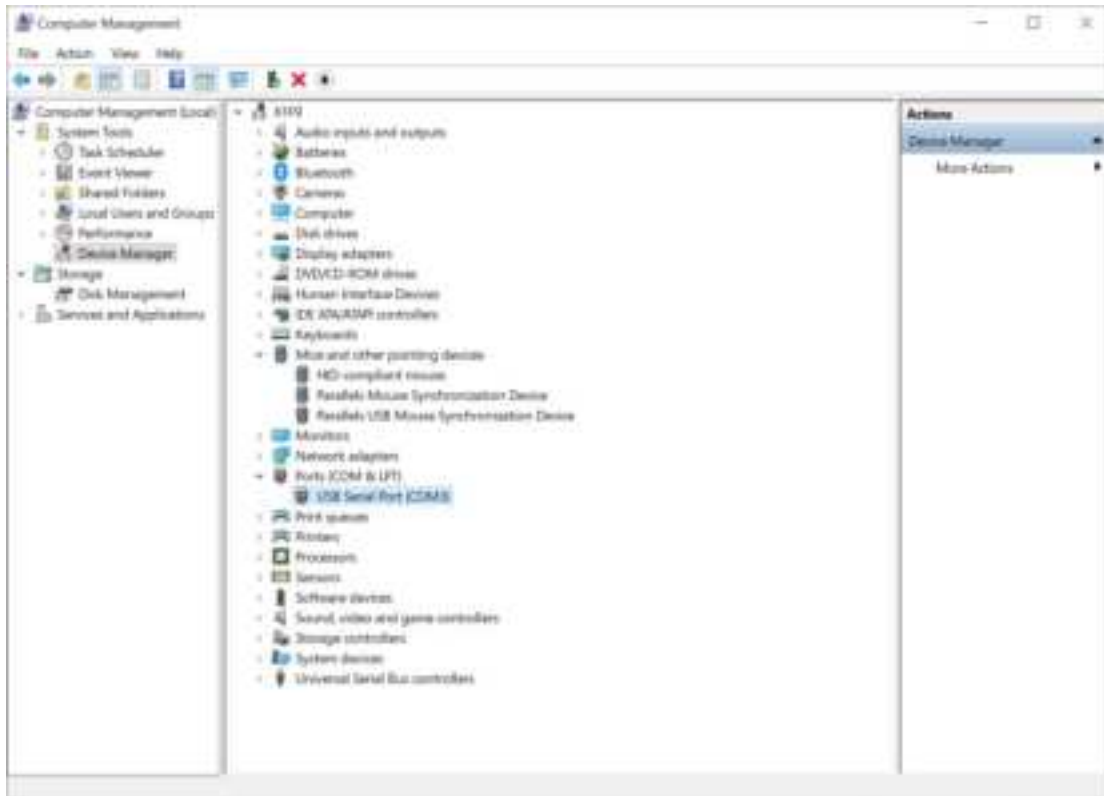 Computer Management
File Action View Help
Computer Management (Local)
System Tools
Task Scheduler
Event Viewer
Shared Folders
Local Users and Groups
Performance
Device Manager
Storage
Disk Management
Services and Applications
Audio inputs and outputs
Batteries
Bluetooth
Cameras
Computer
Disk drives
Display adapters
DVD/CD-ROM drives
Human Interface Devices
IDE ATA/ATAPI controllers
Keyboards
Mice and other pointing devices
HID-compliant mouse
Parallels Mouse Synchronization Device
Parallels USB Mouse Synchronization Device
Monitors
Network adapters
Ports (COM & LPT)
USB Serial Port
Print queues
Printers
Processors
Sensors
Software devices
Sound, video and game controllers
Storage controllers
System devices
Universal Serial Bus controllers
Actions
Device Manager
More Actions